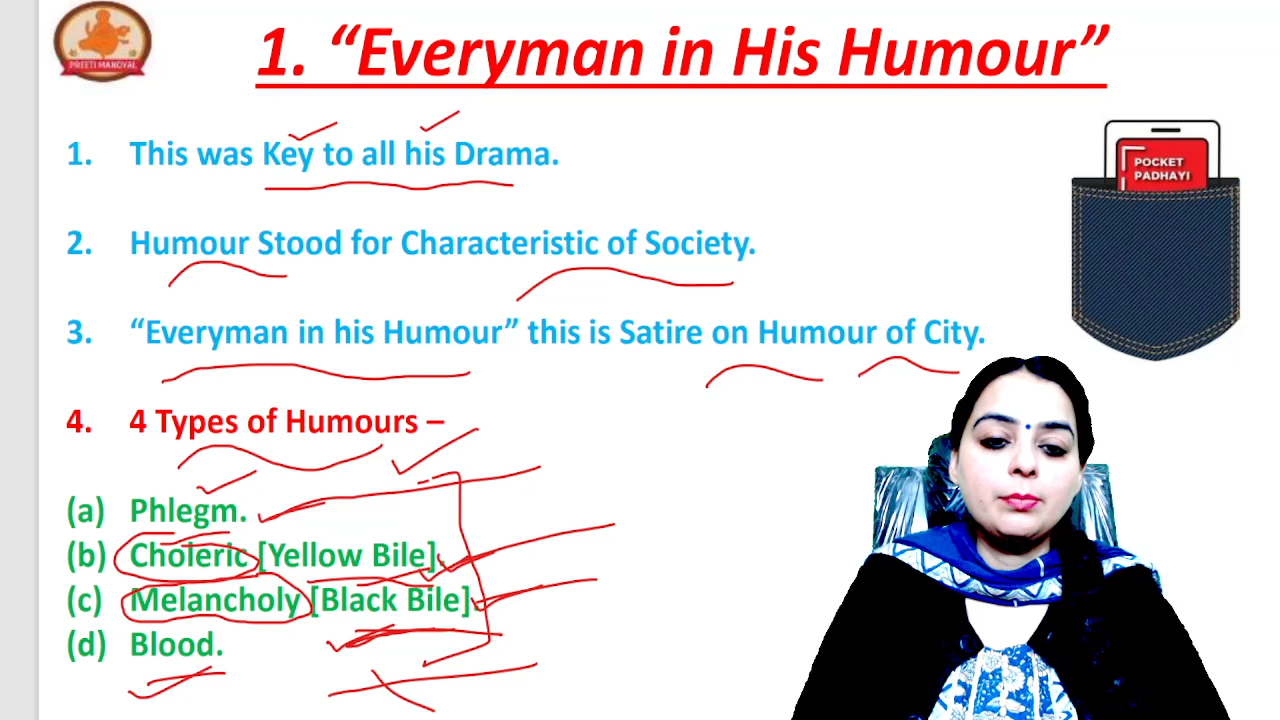 PREETI MANDYAL
1. “Everyman in His Humour”
1. This was Key to all his Drama.
POCKET
PADHAYI
2. Humour Stood for Characteristic of Society.
3. “Everyman in his Humour” this is Satire on Humour of City.
4. 4 Types of Humours –
(a) Phlegm.
(b) Choleric [Yellow Bile].
(c) Melancholy [Black Bile]
(d) Blood.